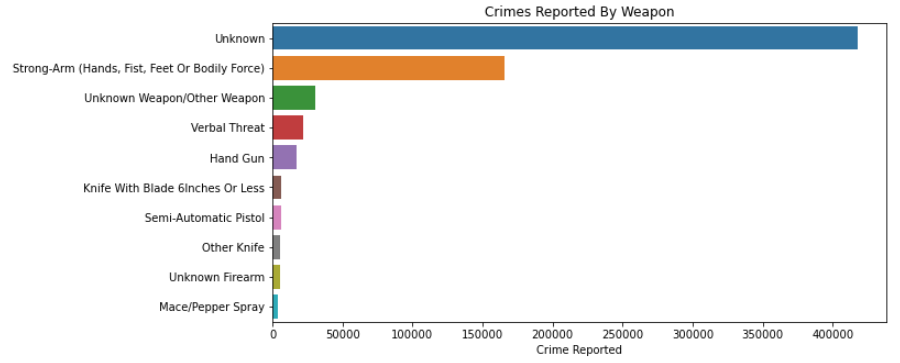 Crimes Reported By Weapon
Unknown
Strong-Arm (Hands, Fist, Feet Or Bodily Force)
Unknown Weapon/Other Weapon
Verbal Threat
Hand Gun
Knife With Blade 6Inches Or Less
Semi-Automatic Pistol
Other Knife
Unknown Firearm
Mace/Pepper Spray
0 50000 100000 150000 200000 250000 300000 350000 400000
Crime Reported